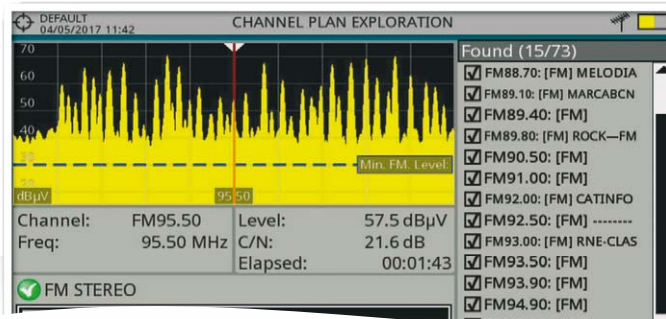 DEFAULT
04/05/2017 11:42
CHANNEL PLAN EXPLORATION
70
60
50
40
30
20
dBµV
95.50
Min. FM. Level:
Channel: FM95.50
Freq: 95.50 MHz
Level: 57.5 dBµV
C/N: 21.6 dB
Elapsed: 00:01:43
FM STEREO
Found (15/73)
FM88.70: [FM] MELODIA
FM89.10: [FM] MARCABCN
FM89.40: [FM]
FM89.80: [FM] ROCK—FM
FM90.50: [FM]
FM91.00: [FM]
FM92.00: [FM] CATINFO
FM92.50: [FM] --------
FM93.00: [FM] RNE-CLAS
FM93.50: [FM]
FM93.90: [FM]
FM94.90: [FM]